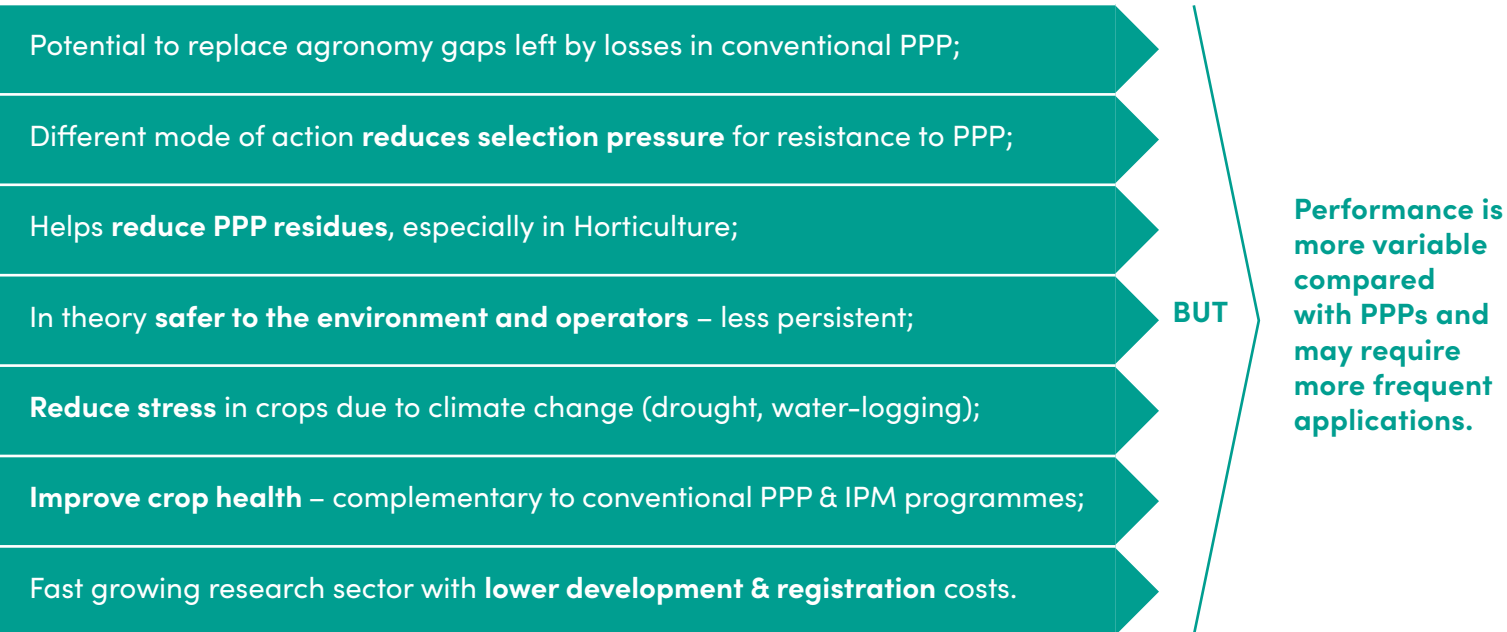 Potential to replace agronomy gaps left by losses in conventional PPP;
Different mode of action reduces selection pressure for resistance to PPP;
Helps reduce PPP residues, especially in Horticulture;
In theory safer to the environment and operators – less persistent;
Reduce stress in crops due to climate change (drought, water-logging);
Improve crop health – complementary to conventional PPP & IPM programmes;
Fast growing research sector with lower development & registration costs.
BUT
Performance is
more variable
compared
with PPPs and
may require
more frequent
applications.